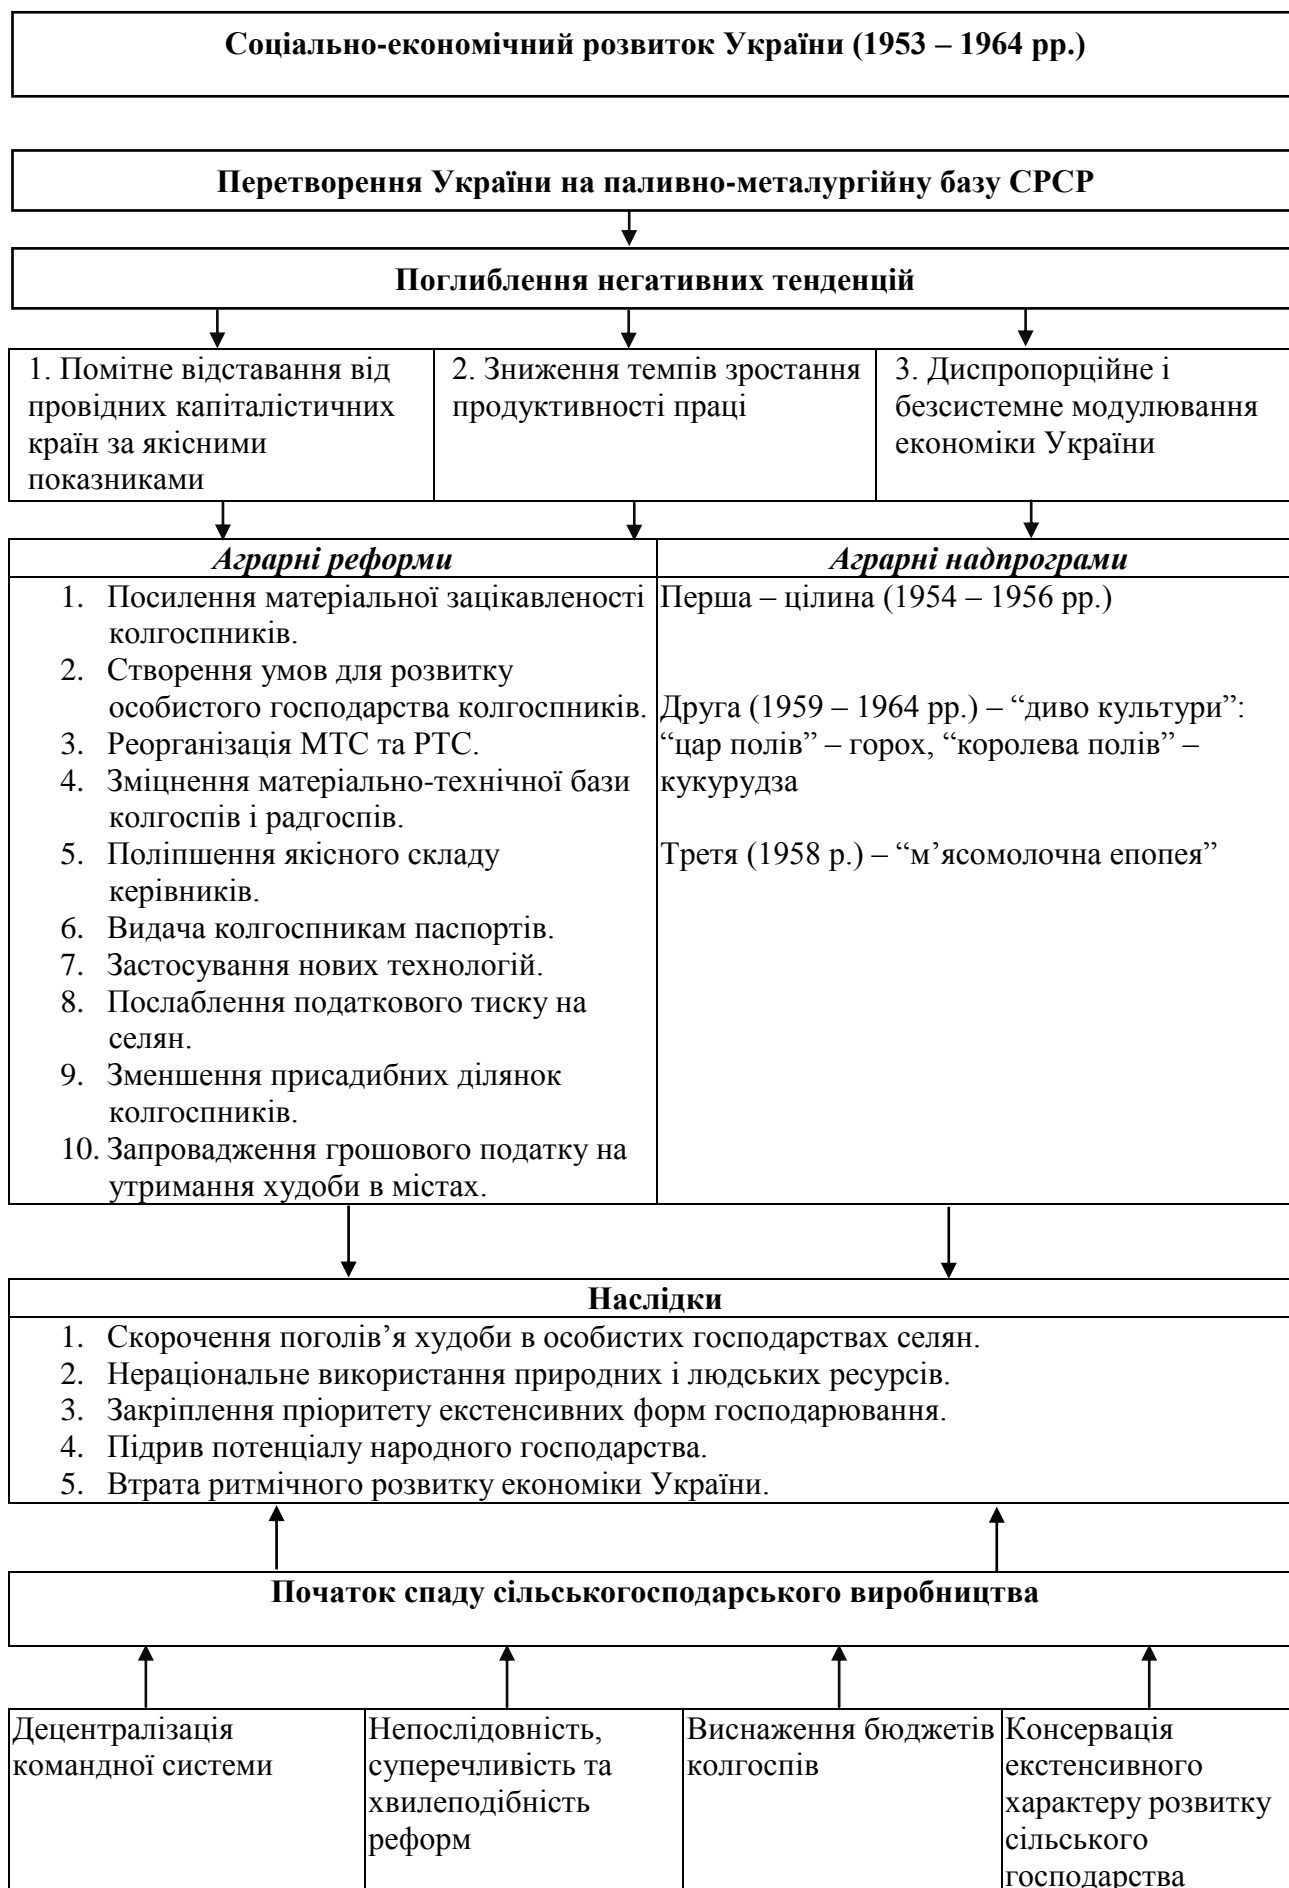 Соціально-економічний розвиток України (1953 – 1964 рр.)
Перетворення України на паливно-металургійну базу СРСР
Поглиблення негативних тенденцій
1. Помітне відставання від
провідних капіталістичних
країн за якісними
показниками
2. Зниження темпів зростання
продуктивності праці
3. Диспропорційне і
безсистемне модулювання
економіки України
Аграрні реформи
1. Посилення матеріальної зацікавленості
колгоспників.
2. Створення умов для розвитку
особистого господарства колгоспників.
3. Реорганізація МТС та РТС.
4. Зміцнення матеріально-технічної бази
колгоспів і радгоспів.
5. Поліпшення якісного складу
керівників.
6. Видача колгоспникам паспортів.
7. Застосування нових технологій.
8. Послаблення податкового тиску на
селян.
9. Зменшення присадибних ділянок
колгоспників.
10. Запровадження грошового податку на
утримання худоби в містах.
Аграрні надпрограми
Перша – цілина (1954 – 1956 рр.)
Друга (1959 – 1964 рр.) – “диво культури”:
“цар полів” – горох, “королева полів” –
кукурудза
Третя (1958 р.) – “м’ясомолочна епопея”
Наслідки
1. Скорочення поголів’я худоби в особистих господарствах селян.
2. Нераціональне використання природних і людських ресурсів.
3. Закріплення пріоритету екстенсивних форм господарювання.
4. Підрив потенціалу народного господарства.
5. Втрата ритмічного розвитку економіки України.
Початок спаду сільськогосподарського виробництва
Децентралізація
командної системи
Непослідовність,
суперечливість та
хвилеподібність
реформ
Виснаження бюджетів
колгоспів
Консервація
екстенсивного
характеру розвитку
сільського
господарства